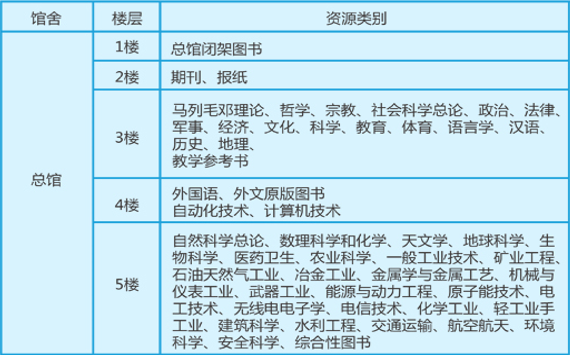 馆舍 楼层 资源类别
总馆
1楼 总馆闭架图书
2楼 期刊、报纸
3楼
马列毛邓理论、哲学、宗教、社会科学总论、政治、法律、
军事、经济、文化、科学、教育、体育、语言学、汉语、
历史、地理、
教学参考书
4楼
外国语、外文原版图书
自动化技术、计算机技术
5楼
自然科学总论、数理科学和化学、天文学、地球科学、生
物科学、医药卫生、农业科学、一般工业技术、矿业工程、
石油天然气工业、冶金工业、金属学与金属工艺、机械与
仪表工业、武器工业、能源与动力工程、原子能技术、电
工技术、无线电电子学、电信技术、化学工业、轻工业手
工业、建筑科学、水利工程、交通运输、航空航天、环境
科学、安全科学、综合性图书